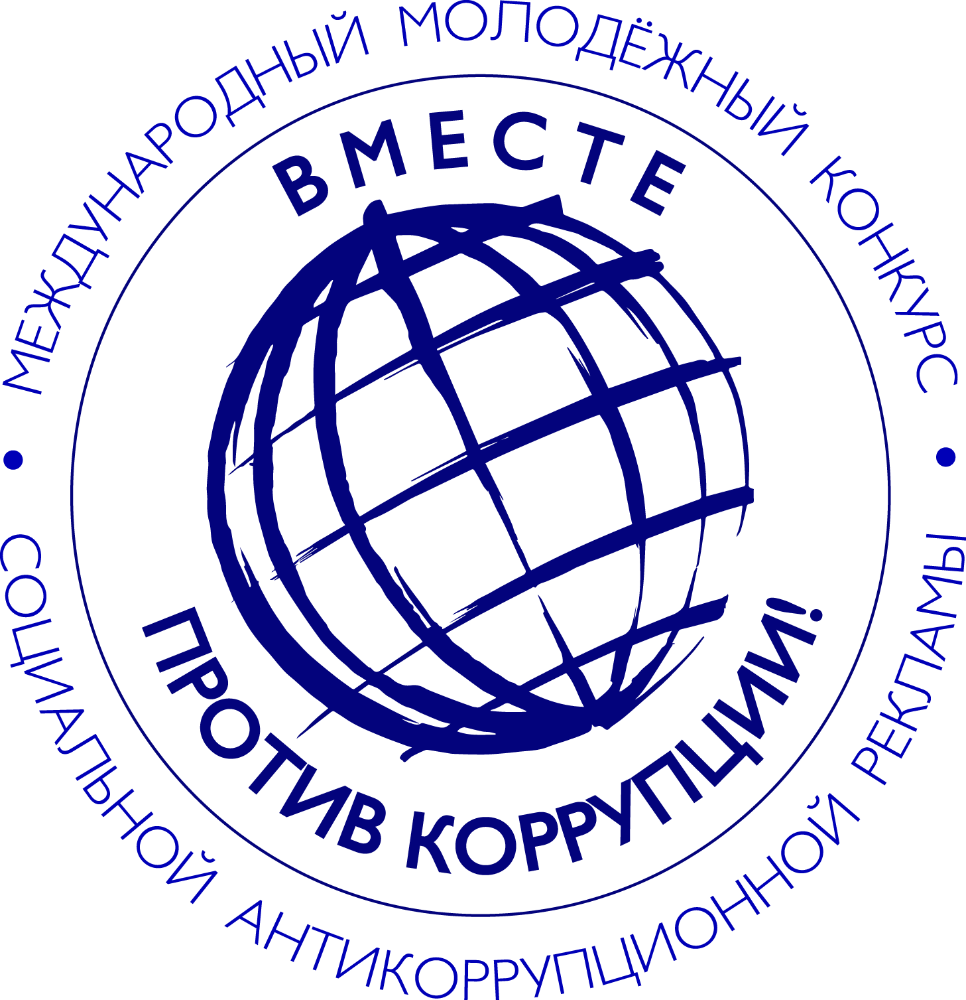 МЕЖДУНАРОДНЫЙ МОЛОДЁЖНЫЙ КОНКУРС
СОЦИАЛЬНОЙ АНТИКОРРУПЦИОННОЙ РЕКЛАМЫ
ВМЕСТЕ
ПРОТИВ КОРРУПЦИИ!